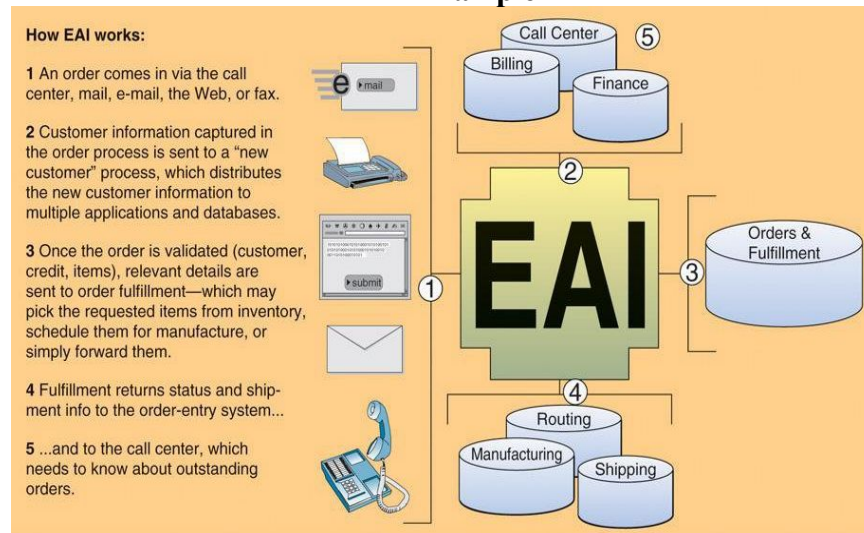 How EAI works:
1 An order comes in via the call
center, mail, e-mail, the Web, or fax.
2 Customer information captured in
the order process is sent to a “new
customer” process, which distributes
the new customer information to
multiple applications and databases.
3 Once the order is validated (customer,
credit, items), relevant details are
sent to order fulfillment—which may
pick the requested items from inventory,
schedule them for manufacture, or
simply forward them.
4 Fulfillment returns status and ship-
ment info to the order-entry system...
5 ...and to the call center, which
needs to know about outstanding
orders.
e mail
submit
1
Call Center
5
Billing
Finance
2
EAI
3
Orders &
Fulfillment
4
Routing
Manufacturing
Shipping